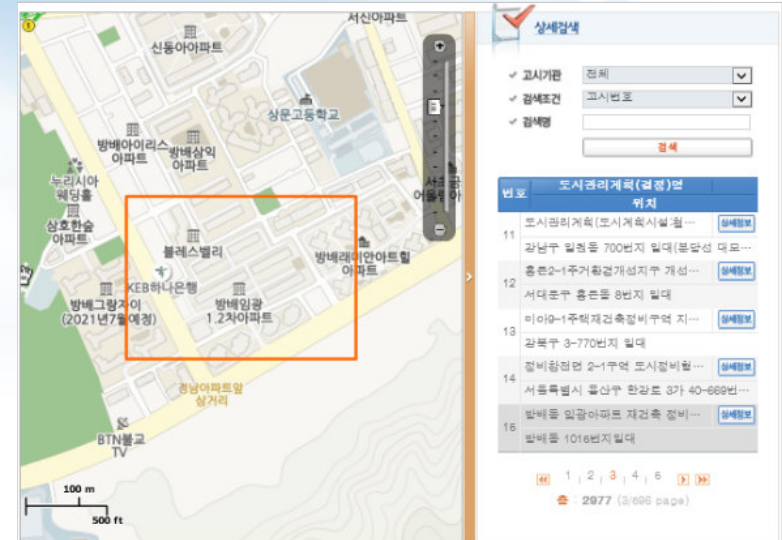 서신아파트
1
신동아아파트
상문고등학교
방배아이리스
아파트
방배삼익
아파트
누리시아
웨딩홀
삼호한숲
아파트
블레스벨리
방배래미안아트힐
아파트
KEB하나은행
방배그랑자이
(2021년7월예정)
방배임광
1.2차아파트
경남아파트앞
삼거리
BTN불교
TV
100 m
500 ft
상세검색
고시기관 전체
검색조건 고시번호
검색명
검색
번호 도시관리계획(결정)명
위치
11 도시관리계획(도시계획시설:철… 상세정보
강남구 일원동 700번지 일대(분당선 대모…
12 홍은2-1주거환경개선지구 개선… 상세정보
서대문구 홍은동 8번지 일대
13 미아9-1주택재건축정비구역 지… 상세정보
강북구 3-770번지 일대
14 정비창전면 2-1구역 도시정비형… 상세정보
서울특별시 용산구 한강로 3가 40-669번…
15 방배동 임광아파트 재건축 정비… 상세정보
방배동 1016번지일대
1 | 2 | 3 | 4 | 5
총 : 2977 (3/596 page)